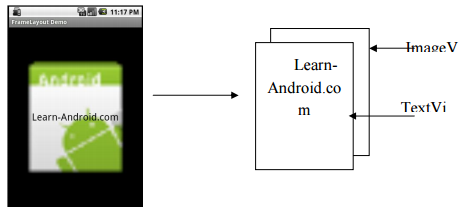 11:17 PM
FrameLayout Demo
Android
Learn-Android.com
Learn-
Android.co
m
ImageV
TextVi